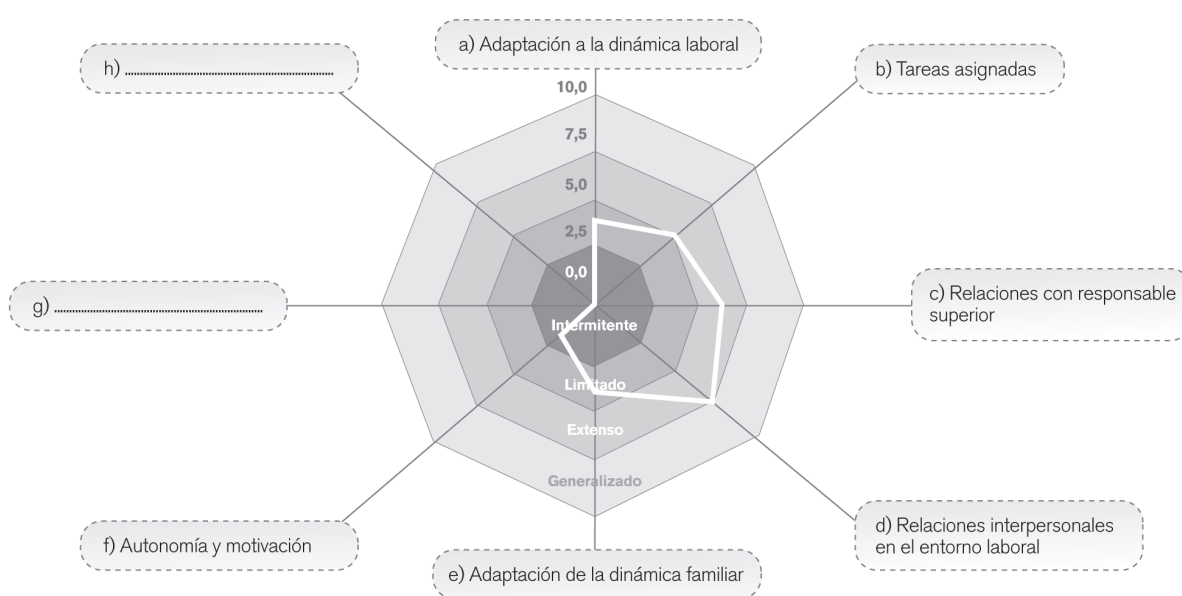 a) Adaptación a la dinámica laboral
h) ........................................................
b) Tareas asignadas
10,0
7,5
5,0
2,5
0,0
g) ........................................................
c) Relaciones con responsable
superior
Intermitente
Limitado
Extenso
Generalizado
f) Autonomía y motivación
d) Relaciones interpersonales
en el entorno laboral
e) Adaptación de la dinámica familiar